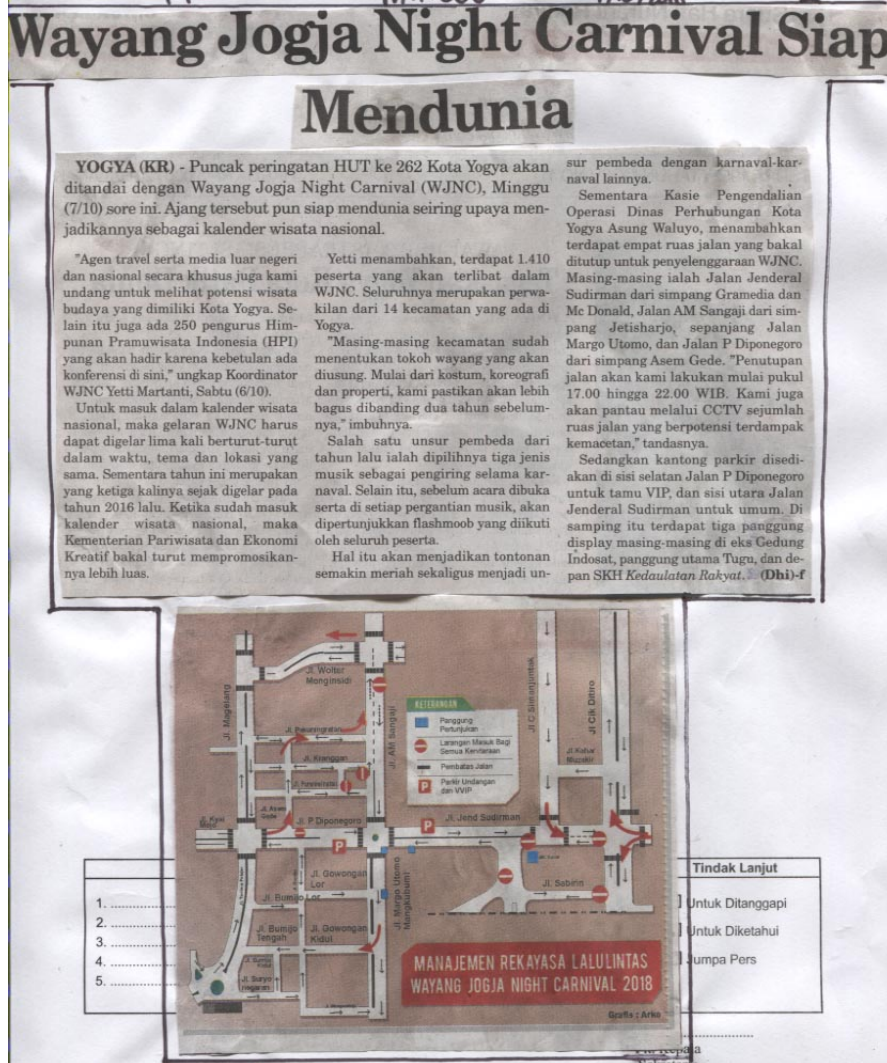 Wayang Jogja Night Carnival Siap
Mendunia
YOGYA (KR) - Puncak peringatan HUT ke 262 Kota Yogya akan
ditandai dengan Wayang Jogja Night Carnival (WJNC), Minggu
(7/10) sore ini. Ajang tersebut pun siap mendunia seiring upaya men-
jadikannya sebagai kalender wisata nasional.
"Agen travel serta media luar negeri
dan nasional secara khusus juga kami
undang untuk melihat potensi wisata
budaya yang dimiliki Kota Yogya. Se-
lain itu juga ada 250 pengurus Him-
punan Pramuwisata Indonesia (HPI)
yang akan hadir karena kebetulan ada
konferensi di sini," ungkap Koordinator
WJNC Yetti Martanti, Sabtu (6/10).
Untuk masuk dalam kalender wisata
nasional, maka gelaran WJNC harus
dapat digelar lima kali berturut-turut
dalam waktu, tema dan lokasi yang
sama. Sementara tahun ini merupakan
yang ketiga kalinya sejak digelar pada
tahun 2016 lalu. Ketika sudah masuk
kalender wisata nasional, maka
Kementerian Pariwisata dan Ekonomi
Kreatif bakal turut mempromosikan-
nya lebih luas.
Yetti menambahkan, terdapat 1.410
peserta yang akan terlibat dalam
WJNC. Seluruhnya merupakan perwa-
kilan dari 14 kecamatan yang ada di
Yogya.
"Masing-masing kecamatan sudah
menentukan tokoh wayang yang akan
diusung. Mulai dari kostum, koreografi
dan properti, kami pastikan akan lebih
bagus dibanding dua tahun sebelum-
nya," imbuhnya.
Salah satu unsur pembeda dari
tahun lalu ialah dipilihnya tiga jenis
musik sebagai pengiring selama kar-
naval. Selain itu, sebelum acara dibuka
serta di setiap pergantian musik, akan
dipertunjukkan flashmoob yang diikuti
oleh seluruh peserta.
Hal itu akan menjadikan tontonan
semakin meriah sekaligus menjadi un-
sur pembeda dengan karnaval-kar-
naval lainnya.
Sementara Kasie Pengendalian
Operasi Dinas Perhubungan Kota
Yogya Asung Waluyo, menambahkan
terdapat empat ruas jalan yang bakal
ditutup untuk penyelenggaraan WJNC.
Masing-masing ialah Jalan Jenderal
Sudirman dari simpang Gramedia dan
Mc Donald, Jalan AM Sangaji dari sim-
pang Jetisharjo, sepanjang Jalan
Margo Utomo, dan Jalan P Diponegoro
dari simpang Asem Gede. "Penutupan
jalan akan kami lakukan mulai pukul
17.00 hingga 22.00 WIB. Kami juga
akan pantau melalui CCTV sejumlah
ruas jalan yang berpotensi terdampak
kemacetan," tandasnya.
Sedangkan kantong parkir disedi-
akan di sisi selatan Jalan P Diponegoro
untuk tamu VIP, dan sisi utara Jalan
Jenderal Sudirman untuk umum. Di
samping itu terdapat tiga panggung
display masing-masing di eks Gedung
Indosat, panggung utama Tugu, dan de-
pan SKH Kedaulatan Rakyat. (Dhi)-f
Jl. Wolter
Monginsidi
Jl. Magelang
Jl. AM Sangaji
Jl. C Simanjuntak
Jl Cik Ditiro
KETERANGAN
Panggung
Pertunjukan
Larangan Masuk Bagi
Semua Kendaraan
Pembatas Jalan
P Parkir Undangan
dan VVIP
Jl. Kranggan
Jl. P Diponegoro
P
P
Jl. Jend Sudirman
Jl. Sabirin
Jl. Gowongan
Lor
Jl. Bumijo Lor
Jl. Margo Utomo
Mangkubumi
Jl. Bumijo
Tengah
Jl. Gowongan
Kidul
MANAJEMEN REKAYASA LALULINTAS
WAYANG JOGJA NIGHT CARNIVAL 2018
Grafis : Arko
Tindak Lanjut
1.
2.
3.
4.
5.
Untuk Ditanggapi
Untuk Diketahui
Jumpa Pers